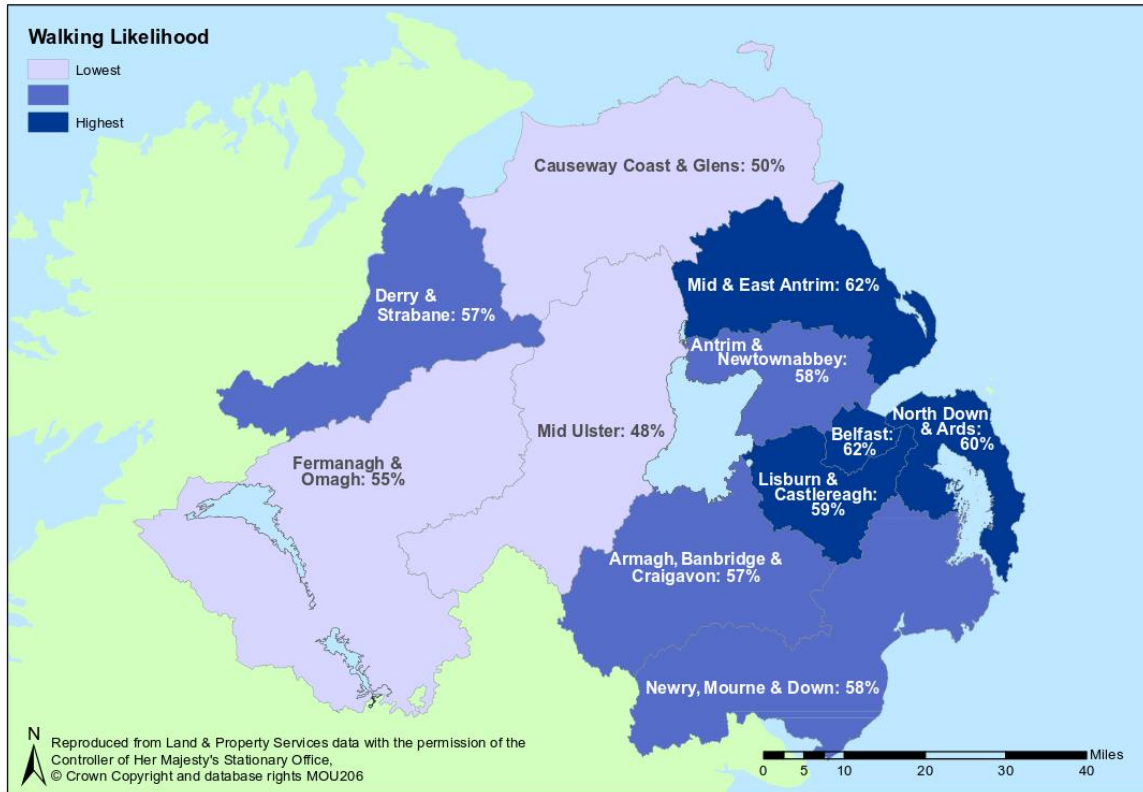 Walking Likelihood
Lowest
Highest
Causeway Coast & Glens: 50%
Derry &
Strabane: 57%
Mid & East Antrim: 62%
Antrim &
Newtownabbey:
58%
North Down
& Ards:
60%
Belfast:
62%
Mid Ulster: 48%
Fermanagh &
Omagh: 55%
Lisburn &
Castlereagh:
59%
Armagh, Banbridge &
Craigavon: 57%
Newry, Mourne & Down: 58%
N
Reproduced from Land & Property Services data with the permission of the
Controller of Her Majesty's Stationary Office,
© Crown Copyright and database rights MOU206
Miles
0 5 10 20 30 40